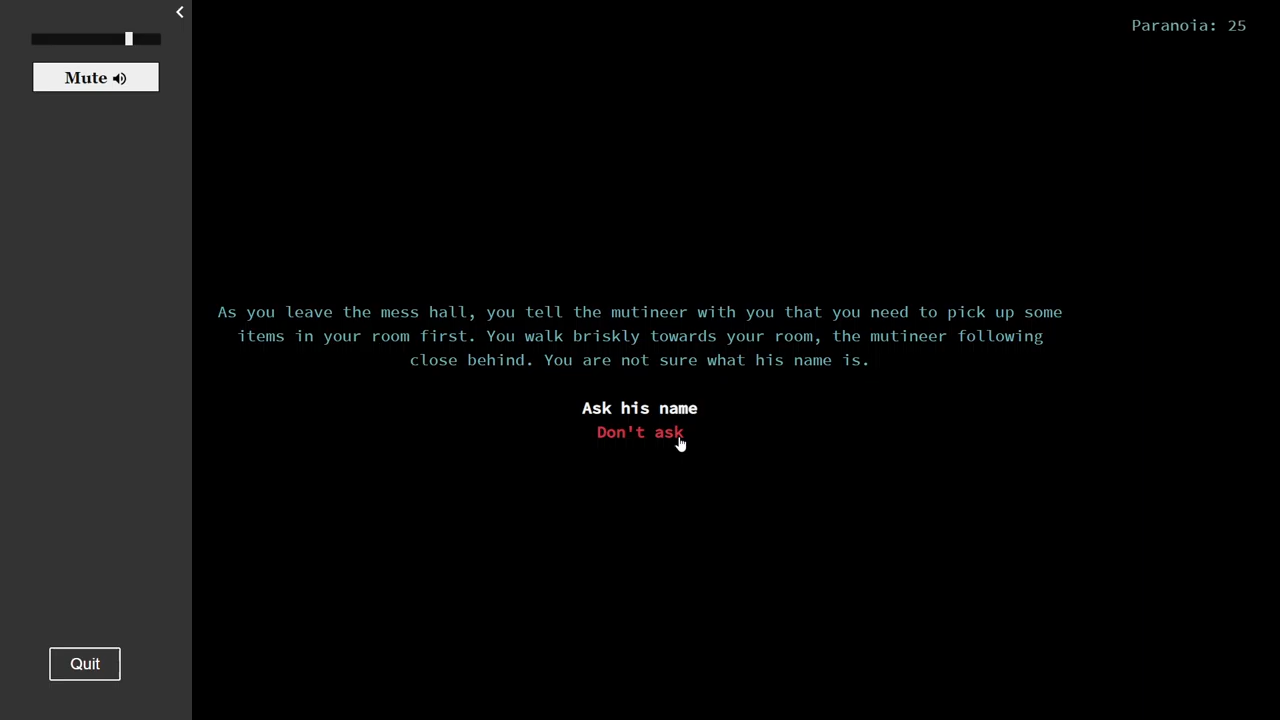 Paranoia: 25
Mute
As you leave the mess hall, you tell the mutineer with you that you need to pick up some
items in your room first. You walk briskly towards your room, the mutineer following
close behind. You are not sure what his name is.
Ask his name
Don't ask
Quit